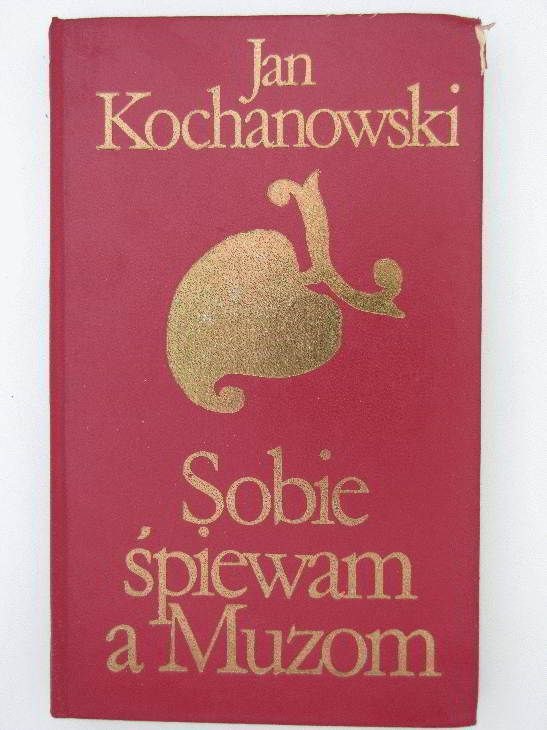 Jan
Kochanowski
Sobie
śpiewam
a Muzom